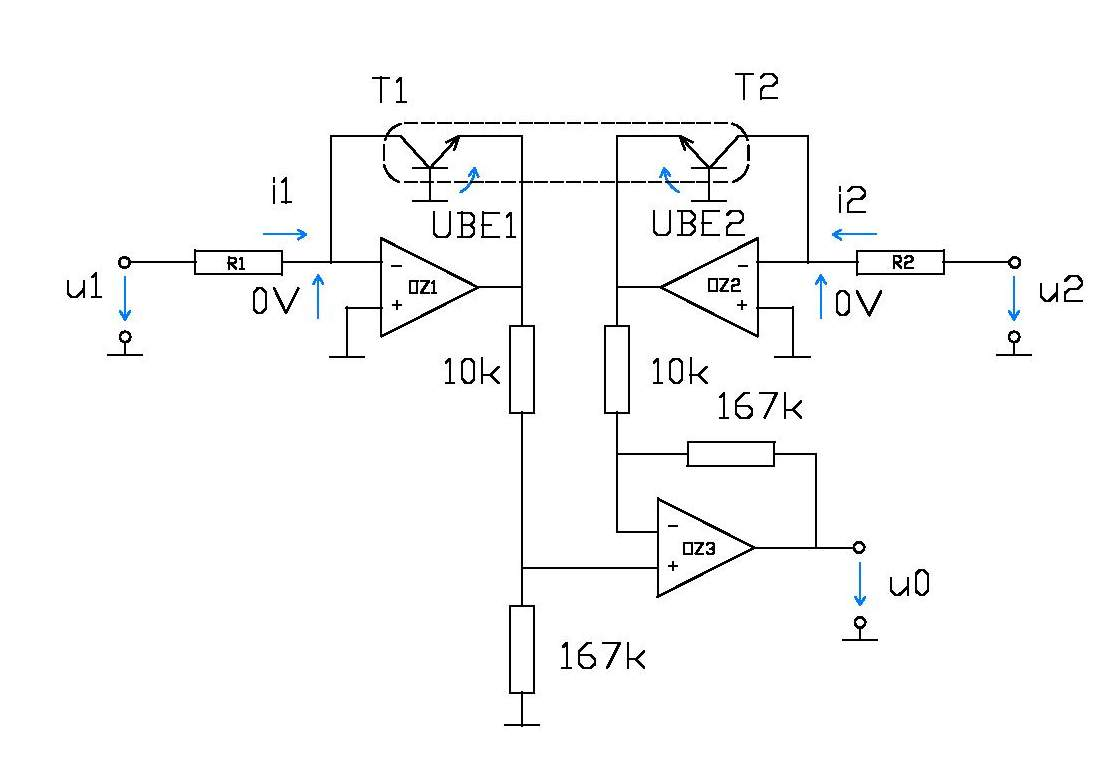 T1
T2
i1
i2
UBE1
UBE2
R1
R2
u1
u2
0V
0V
-
OZ1
+
-
OZ2
+
10k
10k
167k
-
OZ3
+
u0
167k